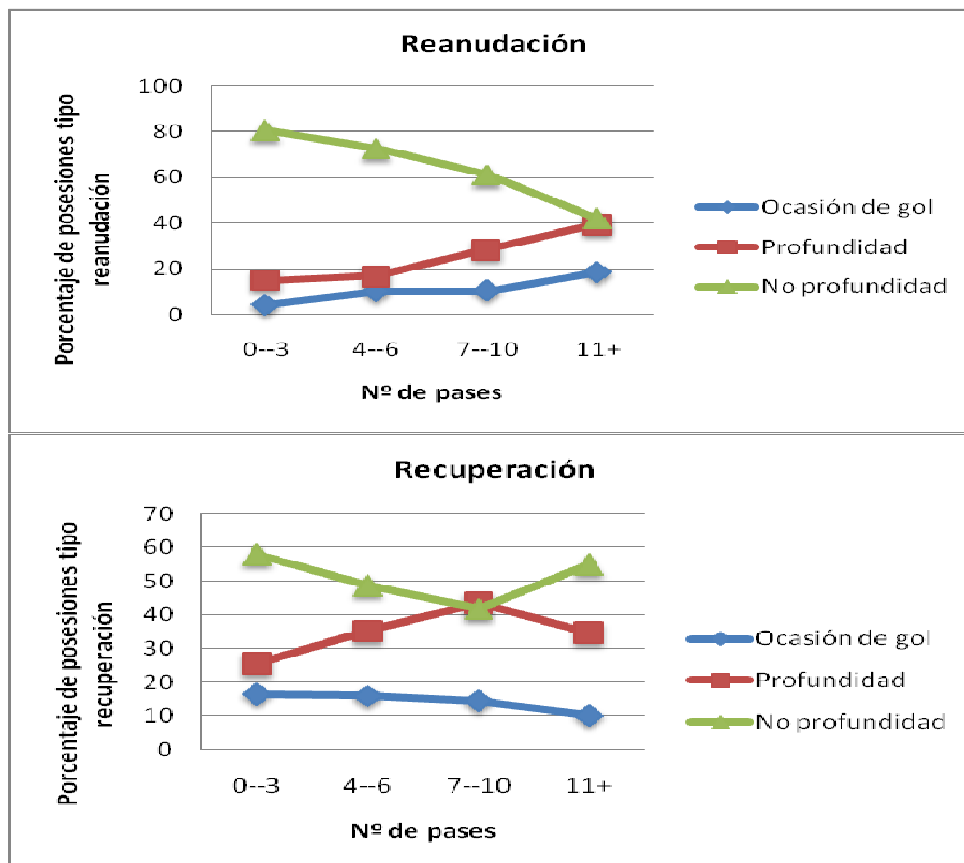 Reanudación
Porcentaje de posesiones tipo
reanudación
100
80
60
40
20
0
0--3 4--6 7--10 11+
Nº de pases
Ocasión de gol
Profundidad
No profundidad
Recuperación
Porcentaje de posesiones tipo
recuperación
70
60
50
40
30
20
10
0
0--3 4--6 7--10 11+
Nº de pases
Ocasión de gol
Profundidad
No profundidad